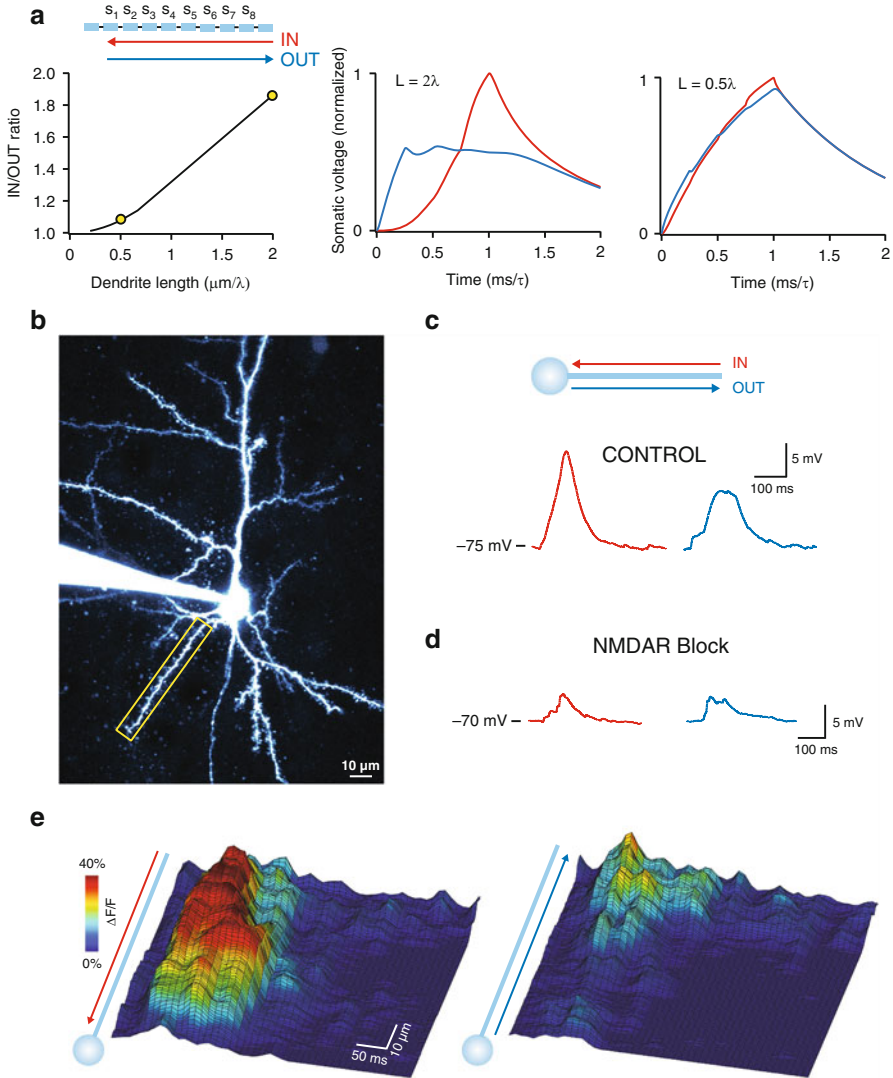 a
S1 S2 S3 S4 S5 S6 S7 S8
IN
OUT
IN/OUT ratio
2.0
1.8
1.6
1.4
1.2
1.0
0 0.5 1 1.5 2
Dendrite length (μm/λ)
Somatic voltage (normalized)
L = 2λ
1
0
0 0.5 1 1.5 2
Time (ms/τ)
L = 0.5λ
1
0
0 0.5 1 1.5 2
Time (ms/τ)
b
10 μm
c
IN
OUT
CONTROL
5 mV
100 ms
–75 mV
d
NMDAR Block
–70 mV
5 mV
100 ms
e
40%
ΔF/F
0%
50 ms
10 μm